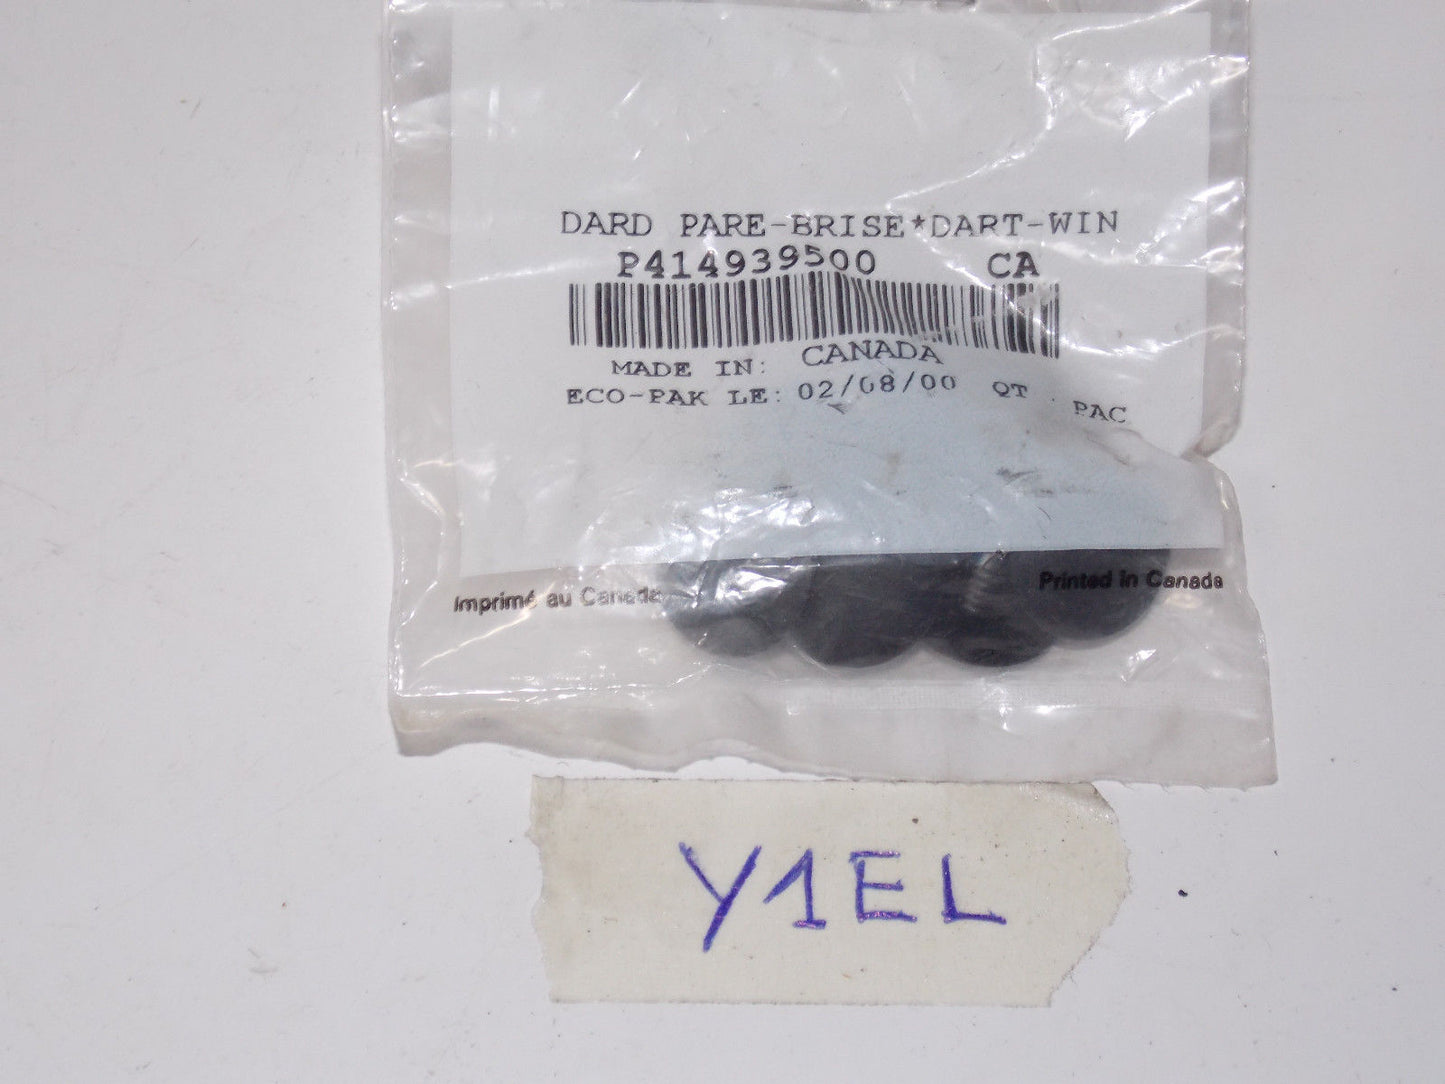 DARD PARE-BRISE*DART-WIN
P414939500 CA
MADE IN: CANADA
ECO-PAK LE: 02/08/00 QT PAC
Imprimé au Canada
Printed in Canada
Y1EL